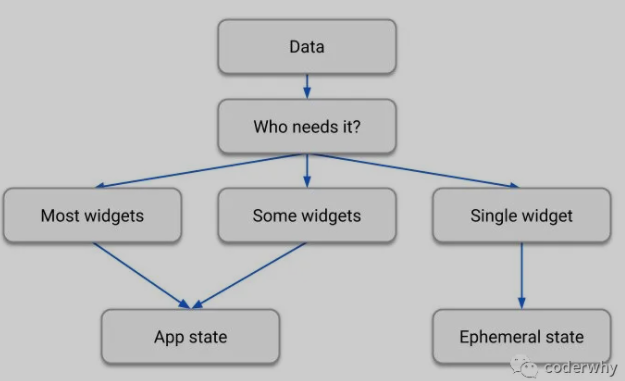 Data
Who needs it?
Most widgets
Some widgets
Single widget
App state
Ephemeral state
coderwhy